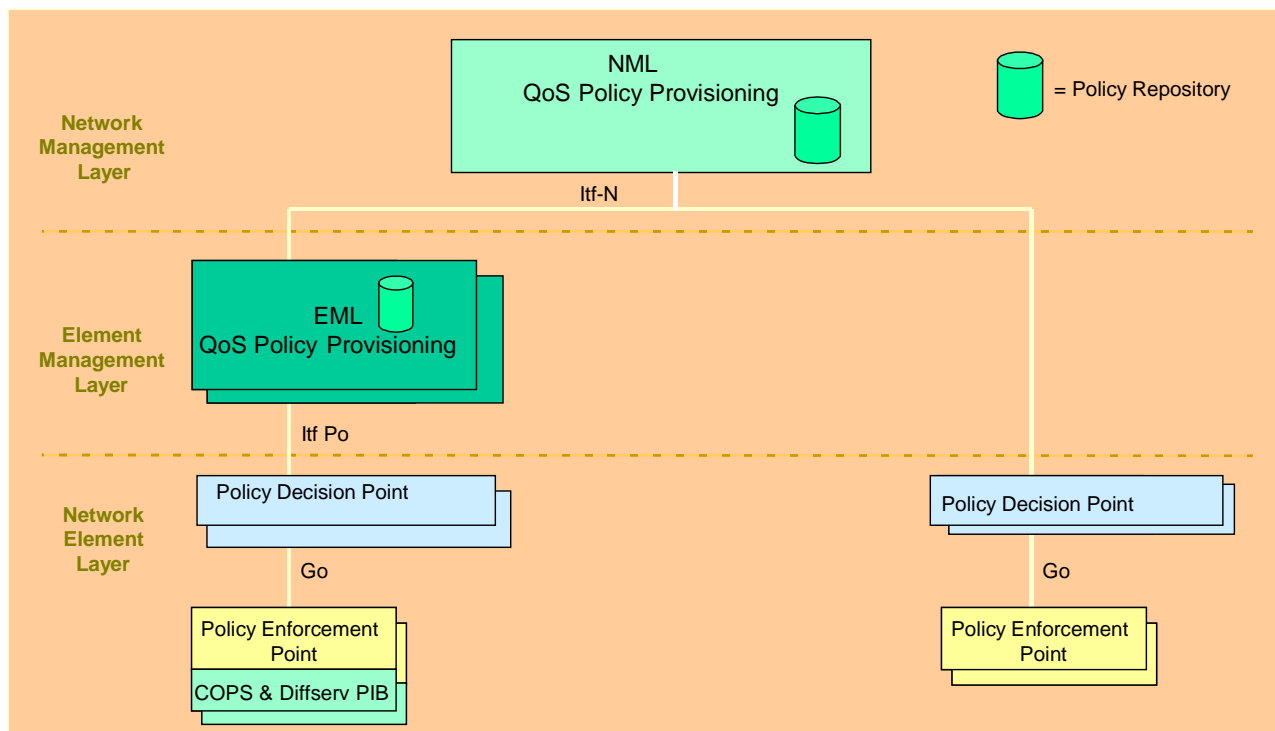 NML
QoS Policy Provisioning
= Policy Repository
Network
Management
Layer
Itf-N
EML
QoS Policy Provisioning
Element
Management
Layer
Itf Po
Policy Decision Point
Policy Decision Point
Network
Element
Layer
Go
Go
Policy Enforcement
Point
COPS & Diffserv PIB
Policy Enforcement
Point